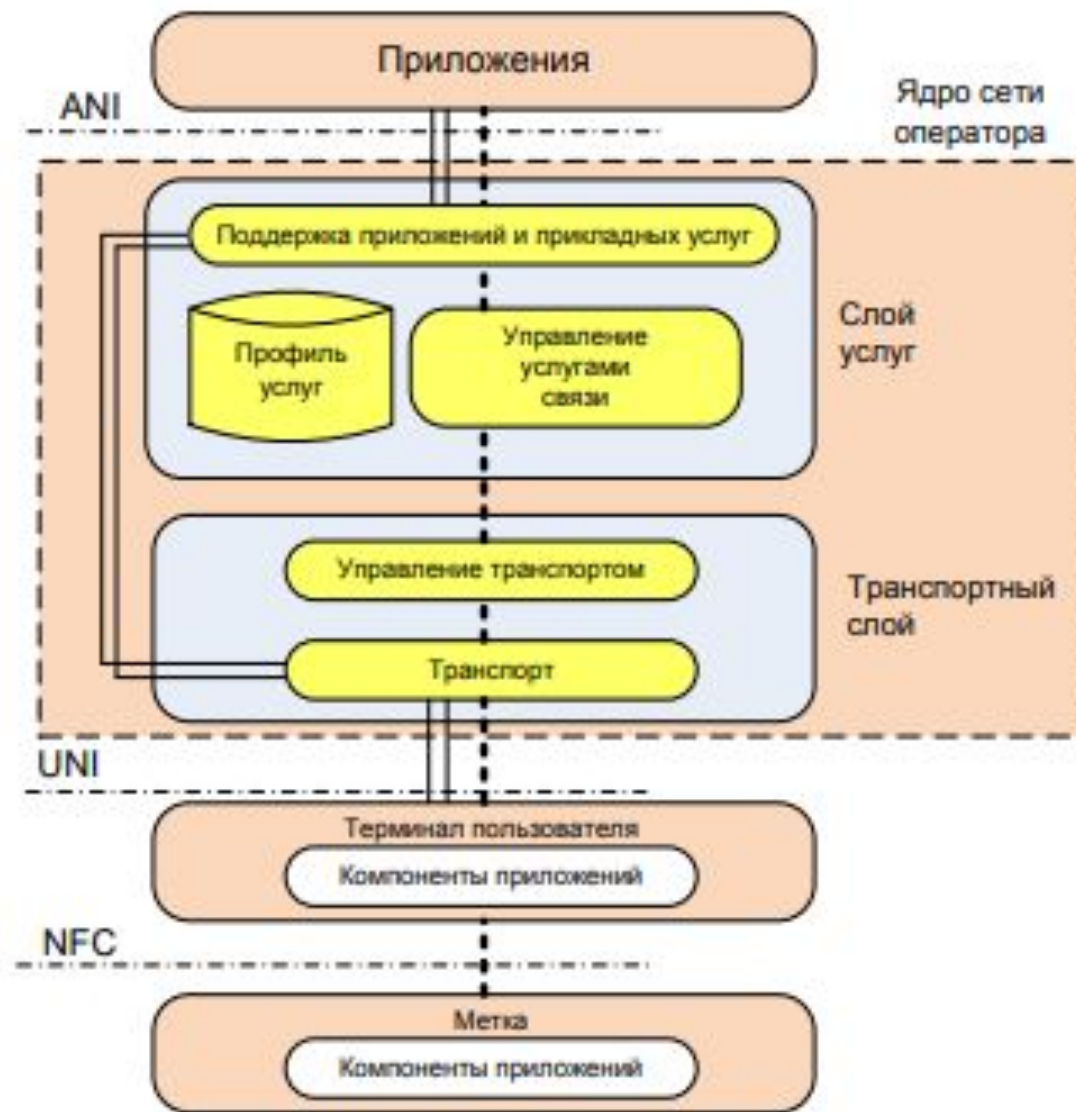 Приложения
ANI
Ядро сети
оператора
Поддержка приложений и прикладных услуг
Профиль
услуг
Управление
услугами
связи
Слой
услуг
Управление транспортом
Транспорт
Транспортный
слой
UNI
Терминал пользователя
Компоненты приложений
NFC
Метка
Компоненты приложений